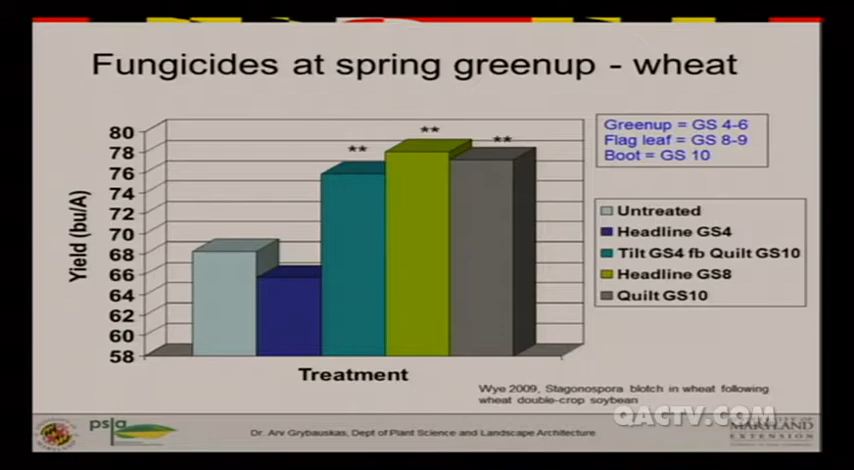 Fungicides at spring greenup - wheat
Greenup = GS 4-6
Flag leaf = GS 8-9
Boot = GS 10
80
78
76
74
72
70
68
66
64
62
60
58
Yield (bu/A)
**
**
**
Untreated
Headline GS4
Tilt GS4 fb Quilt GS10
Headline GS8
Quilt GS10
Treatment
Wye 2009, Stagonospora blotch in wheat following
wheat double-crop soybean
QACTV.COM
psla
Dr. Arv Grybauskas, Dept of Plant Science and Landscape Architecture
MARYLAND
EXTENSION